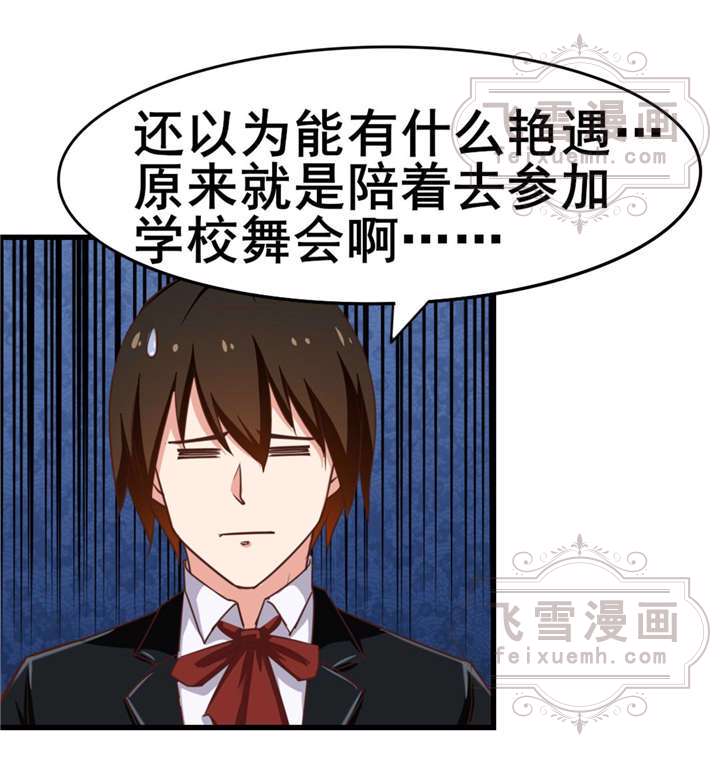 还以为能有什么艳遇…
原来就是陪着去参加
学校舞会啊……
飞雪漫画
feixuemh.com
飞雪漫画
feixuemh.com